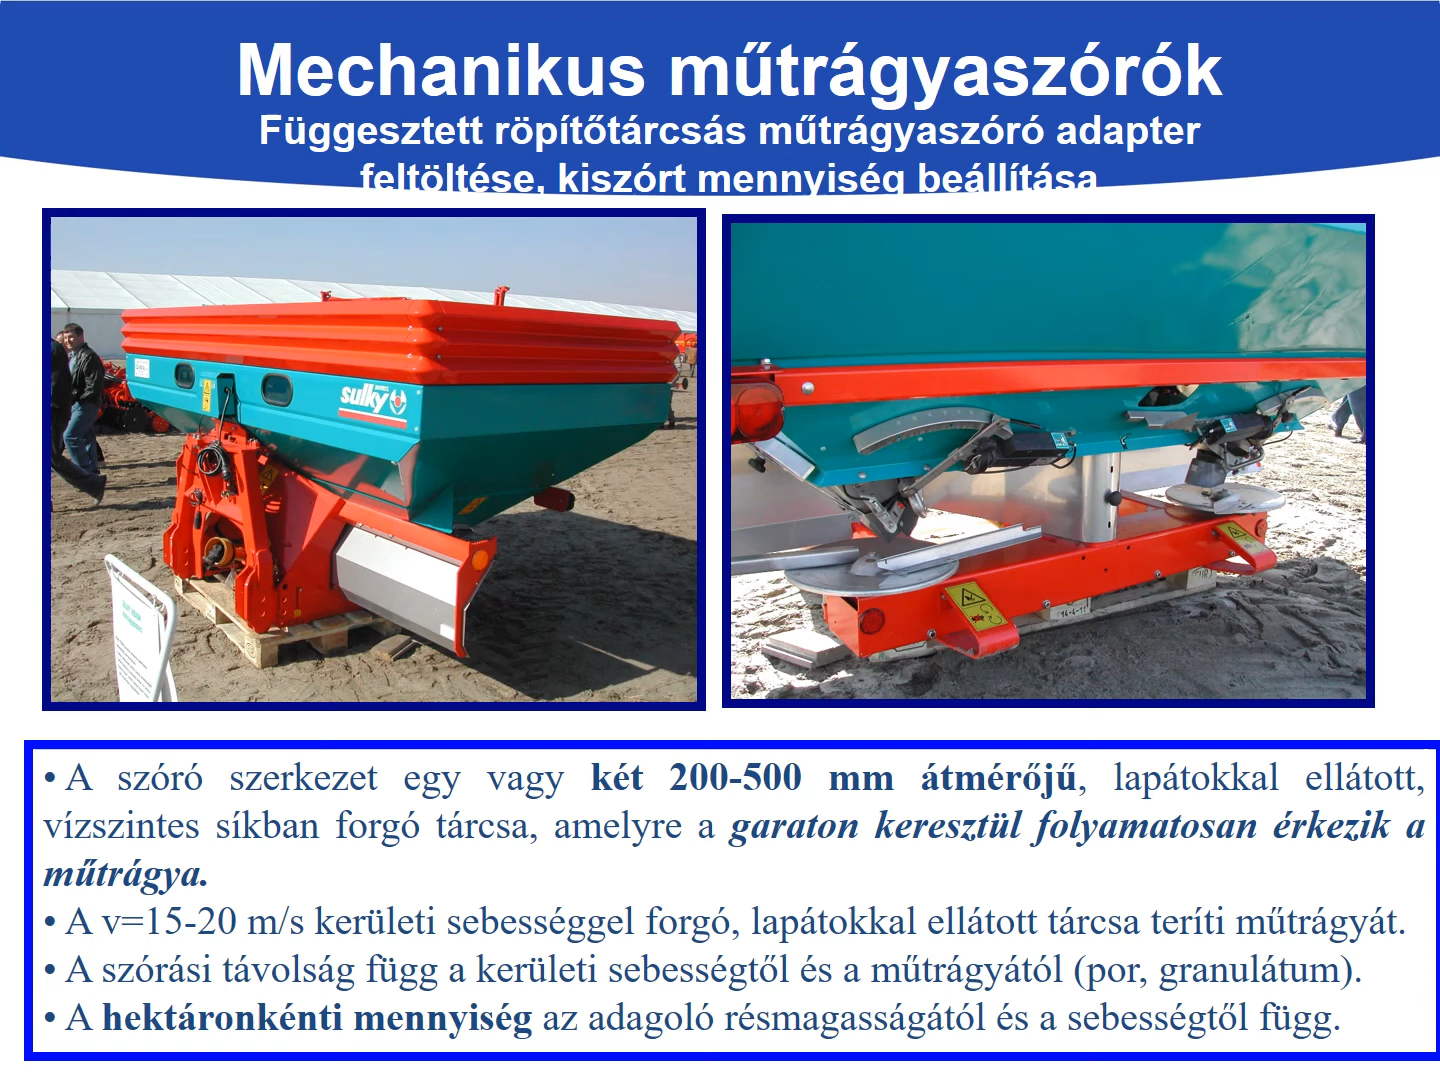 Mechanikus műtrágyaszórók
Függesztett röpítőtárcsás műtrágyaszóró adapter
feltöltése, kiszórt mennyiség beállítása
sulky
• A szóró szerkezet egy vagy két 200-500 mm átmérőjű, lapátokkal ellátott,
vízszintes síkban forgó tárcsa, amelyre a garaton keresztül folyamatosan érkezik a
műtrágya.
• A v=15-20 m/s kerületi sebességgel forgó, lapátokkal ellátott tárcsa teríti műtrágyát.
• A szórási távolság függ a kerületi sebességtől és a műtrágyától (por, granulátum).
• A hektáronkénti mennyiség az adagoló résmagasságától és a sebességtől függ.